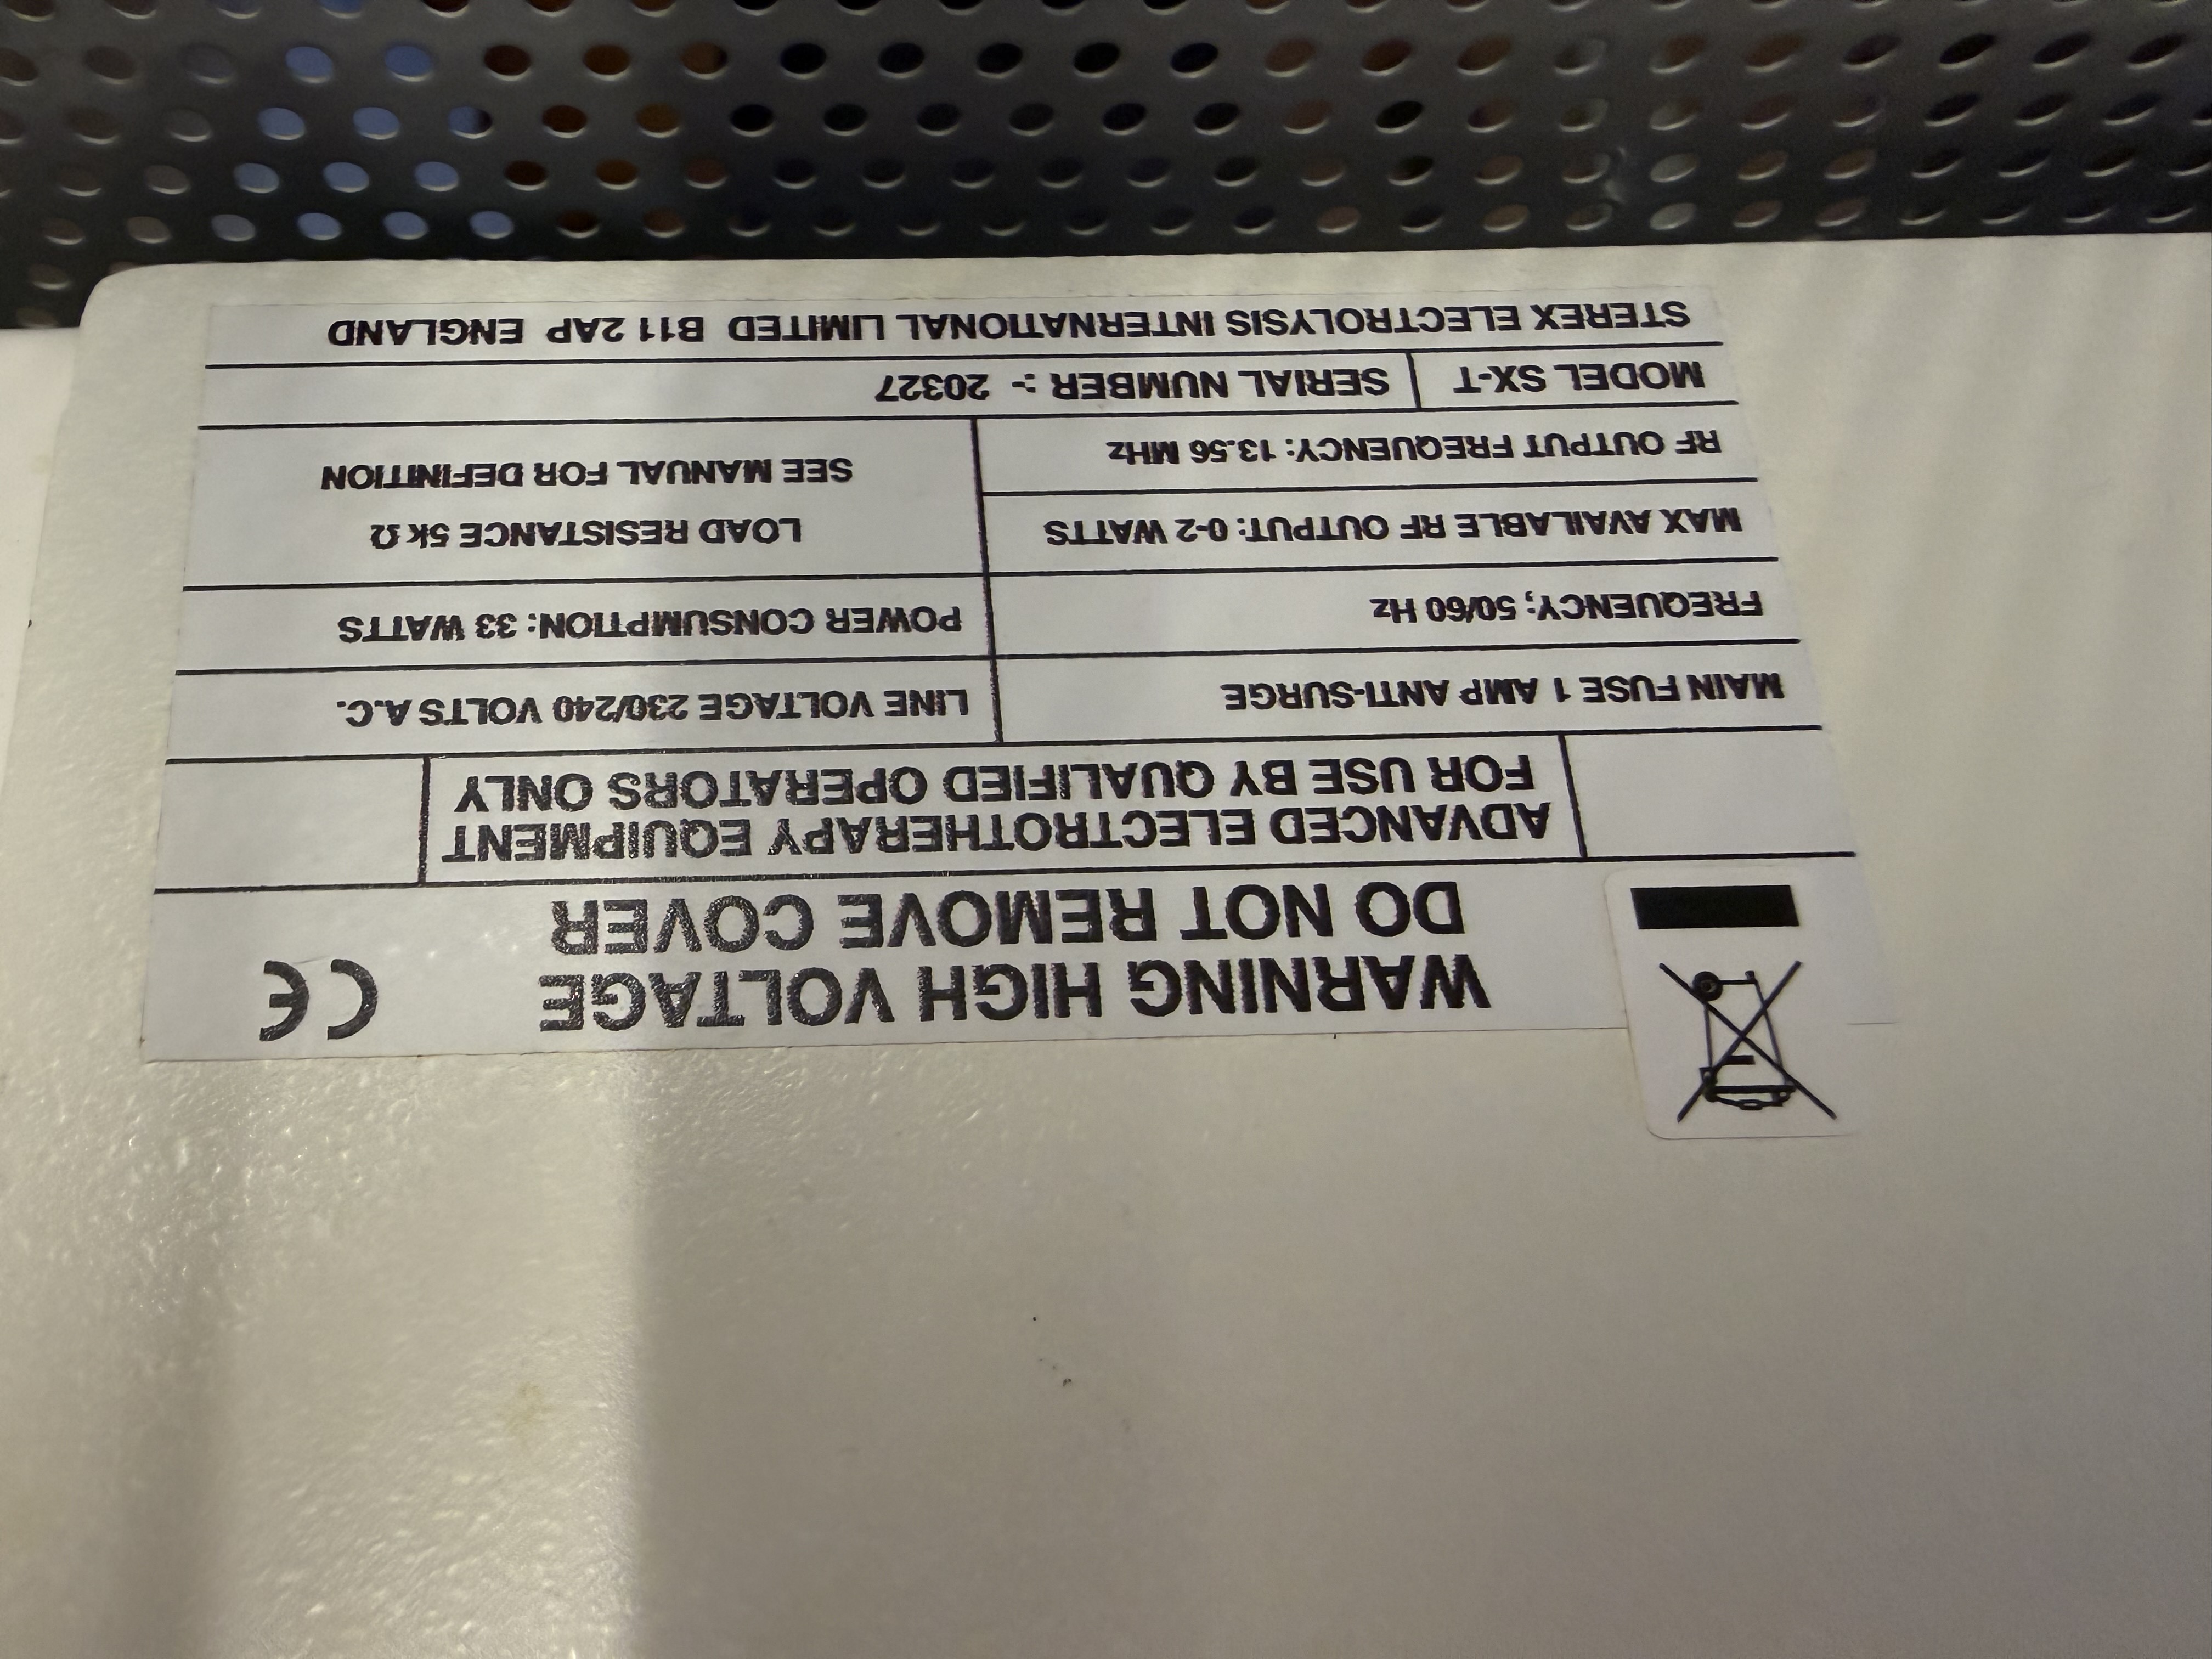 WARNING HIGH VOLTAGE
CE
DO NOT REMOVE COVER
ADVANCED ELECTROTHERAPY EQUIPMENT
FOR USE BY QUALIFIED OPERATORS ONLY
MAIN FUSE 1 AMP ANTI-SURGE
LINE VOLTAGE 230/240 VOLTS A.C.
FREQUENCY; 50/60 Hz
POWER CONSUMPTION: 33 WATTS
MAX AVAILABLE RF OUTPUT: 0-2 WATTS
LOAD RESISTANCE 5k Ω
RF OUTPUT FREQUENCY: 13.56 MHz
SEE MANUAL FOR DEFINITION
MODEL SX-T
SERIAL NUMBER :- 20327
STEREX ELECTROLYSIS INTERNATIONAL LIMITED B11 2AP ENGLAND